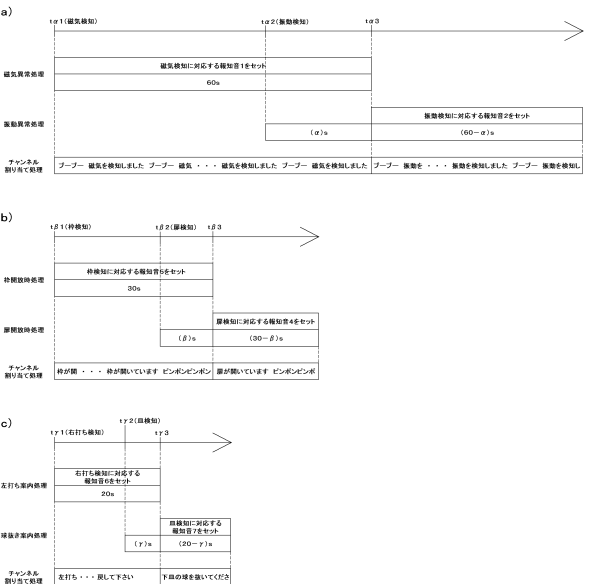 a)
tα1(磁気検知)
tα2(振動検知)
tα3
磁気異常処理
磁気検知に対応する報知音1をセット
60s
振動異常処理
振動検知に対応する報知音2をセット
(α)s
(60-α)s
チャンネル
割り当て処理
ブーブー 磁気を検知しました ブーブー 磁気 ・・・ 磁気を検知しました ブーブー 磁気を検知しました
ブーブー 振動を ・・・ 振動を検知しました ブーブー 振動を検知し
b)
tβ1(枠検知)
tβ2(扉検知)
tβ3
枠開放時処理
枠検知に対応する報知音5をセット
30s
扉開放時処理
扉検知に対応する報知音4をセット
(β)s
(30-β)s
チャンネル
割り当て処理
枠が開 ・・・ 枠が開いています ピンポンピンポン
扉が開いています ピンポンピンポ
c)
tγ2(皿検知)
tγ1(右打ち検知)
tγ3
左打ち案内処理
右打ち検知に対応する
報知音6をセット
20s
球抜き案内処理
皿検知に対応する
報知音7をセット
(γ)s
(20-γ)s
チャンネル
割り当て処理
左打ち・・・戻して下さい
下皿の球を抜いてくださ